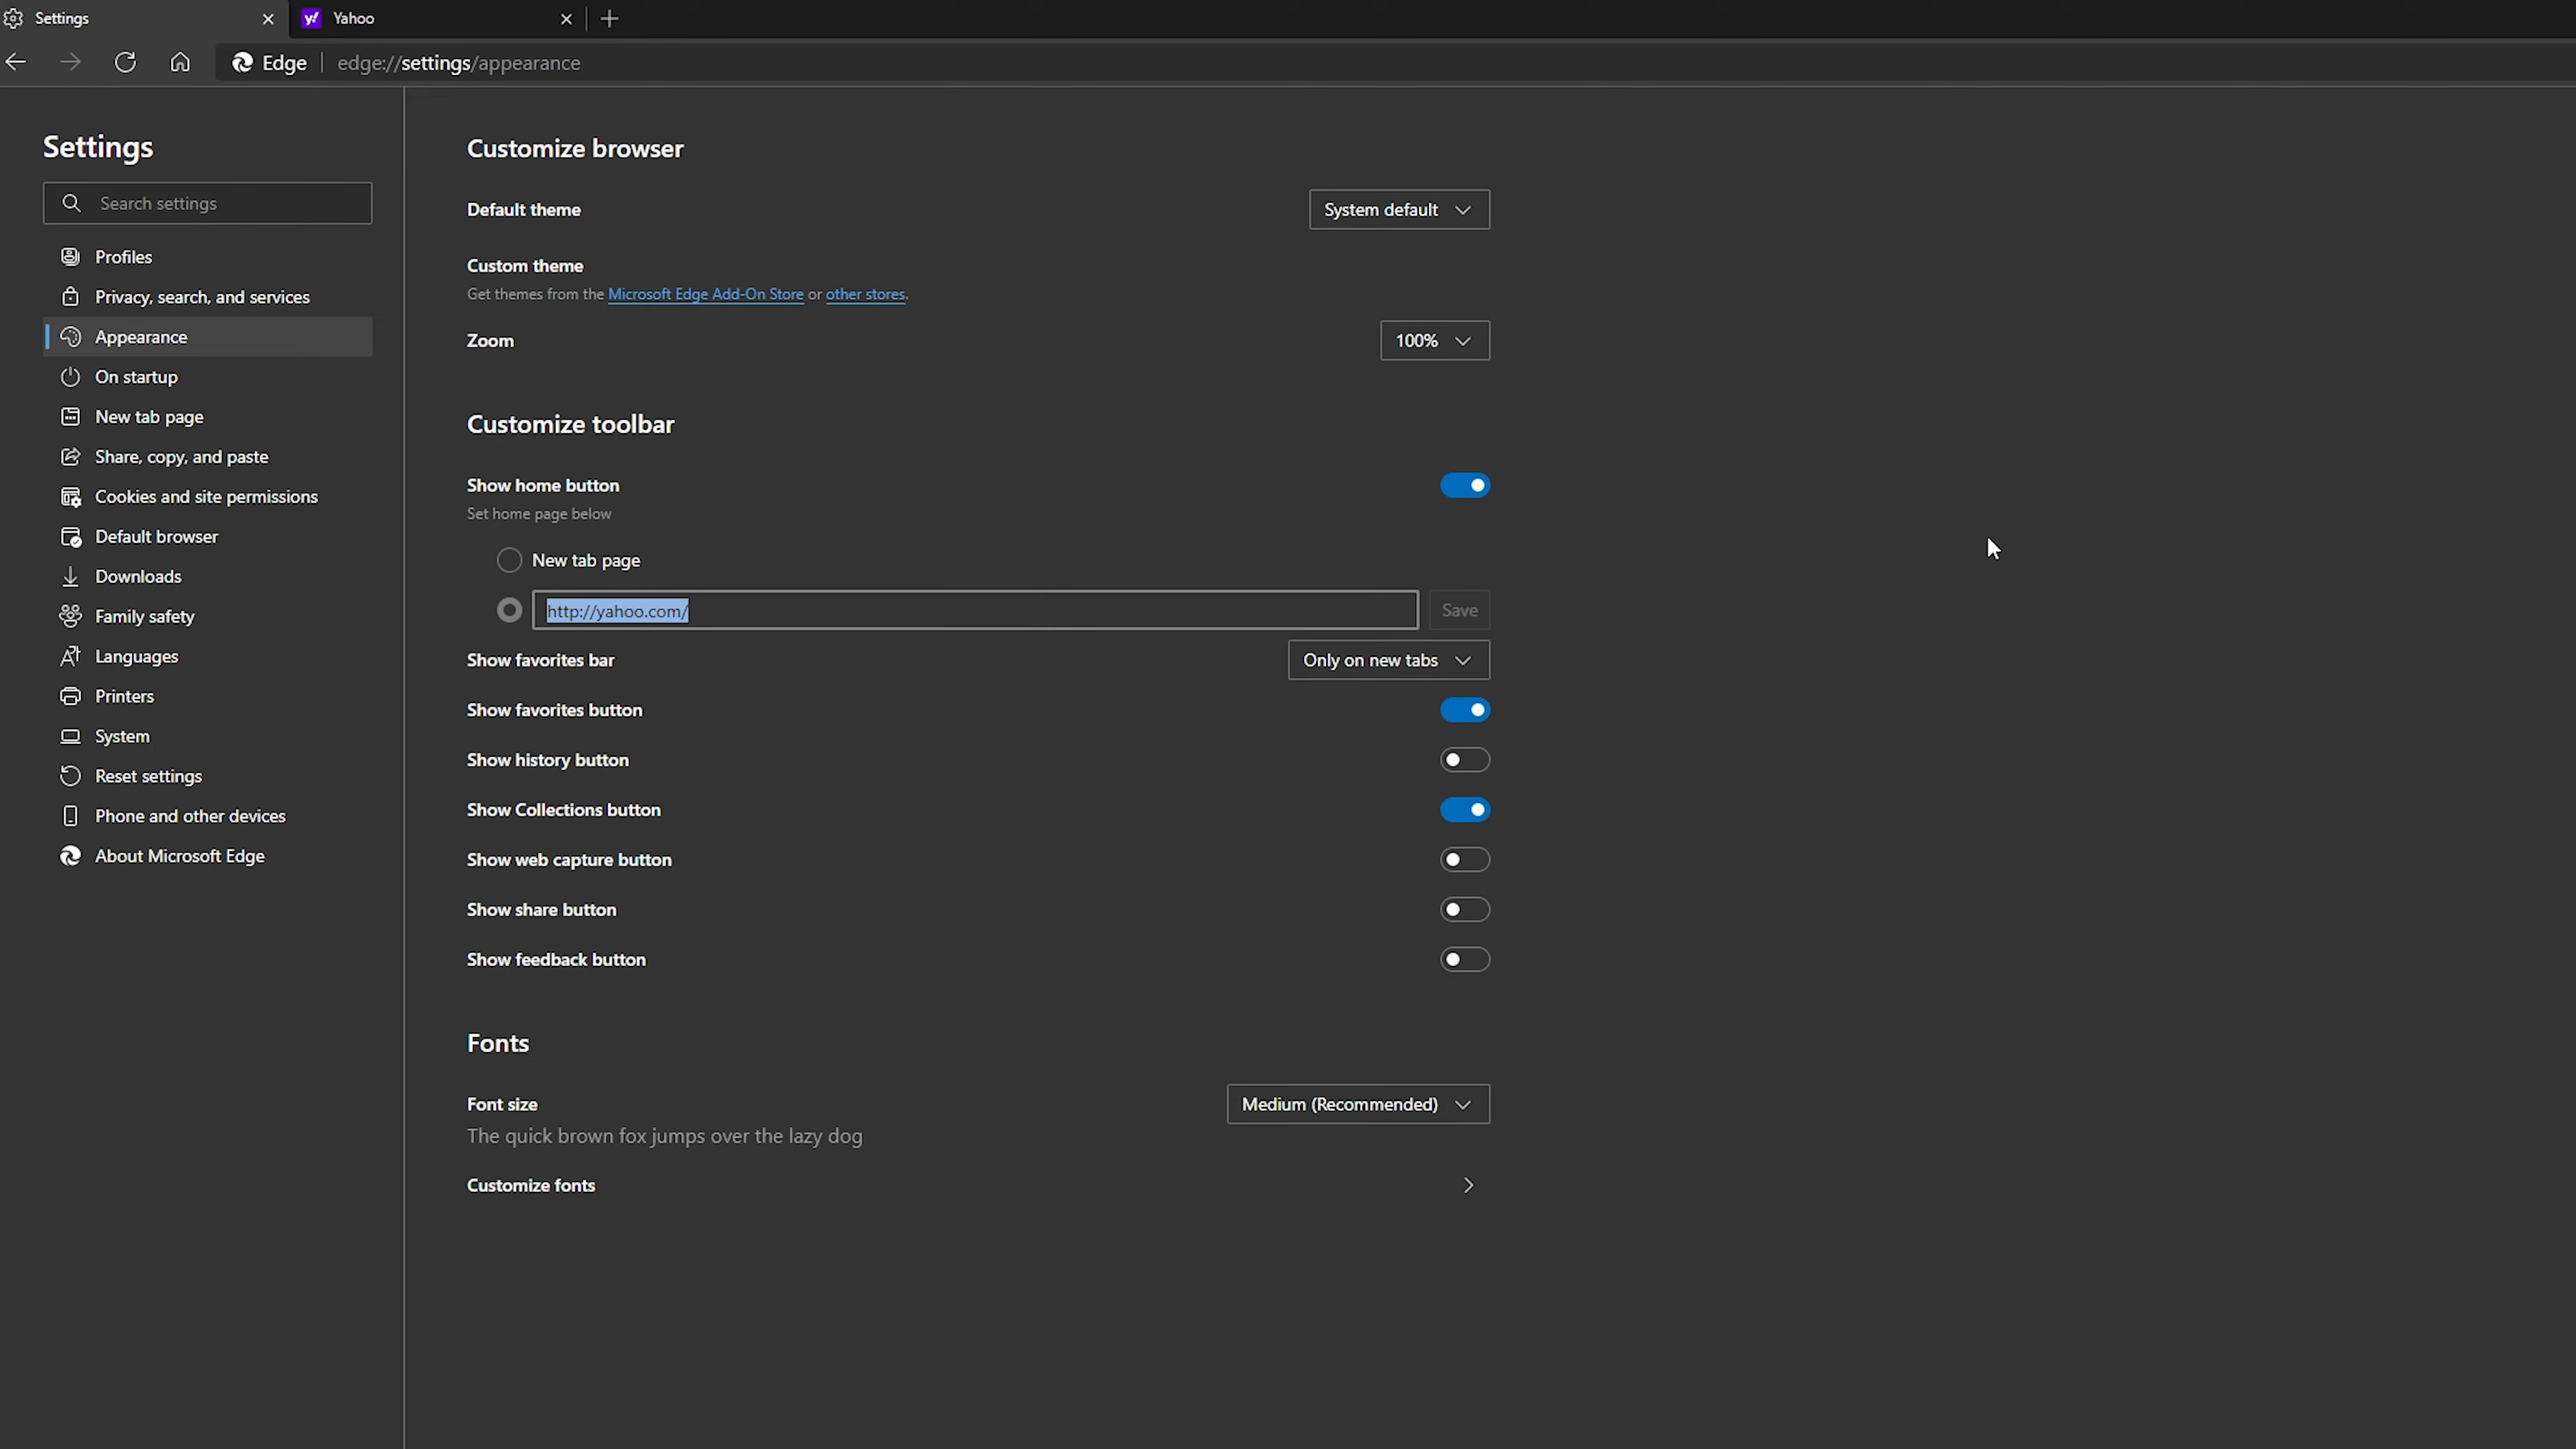 Settings
Yahoo
Edge
edge://settings/appearance
Settings
Search settings
Profiles
Privacy, search, and services
Appearance
On startup
New tab page
Share, copy, and paste
Cookies and site permissions
Default browser
Downloads
Family safety
Languages
Printers
System
Reset settings
Phone and other devices
About Microsoft Edge
Customize browser
Default theme
System default
Custom theme
Get themes from the Microsoft Edge Add-On Store or other stores.
Zoom
100%
Customize toolbar
Show home button
Set home page below
New tab page
http://yahoo.com/
Save
Show favorites bar
Only on new tabs
Show favorites button
Show history button
Show Collections button
Show web capture button
Show share button
Show feedback button
Fonts
Font size
Medium (Recommended)
The quick brown fox jumps over the lazy dog
Customize fonts